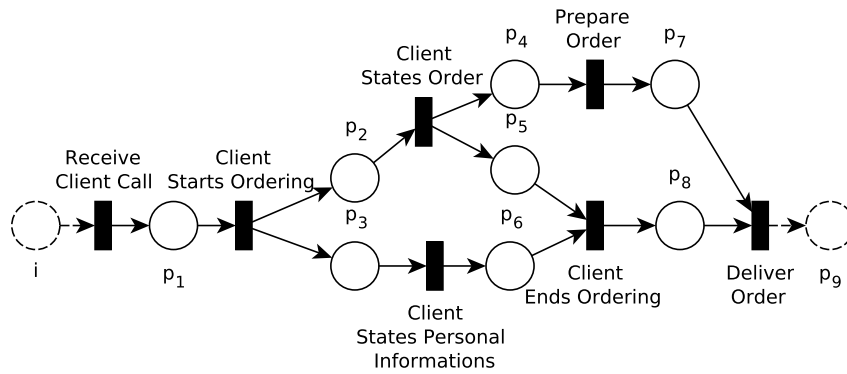 p4
Prepare
Order
p7
Client
States Order
p5
p2
Receive
Client Call
Client
Starts Ordering
p8
p3
p6
i
p1
Client
Ends Ordering
Deliver
Order
p9
Client
States Personal
Informations